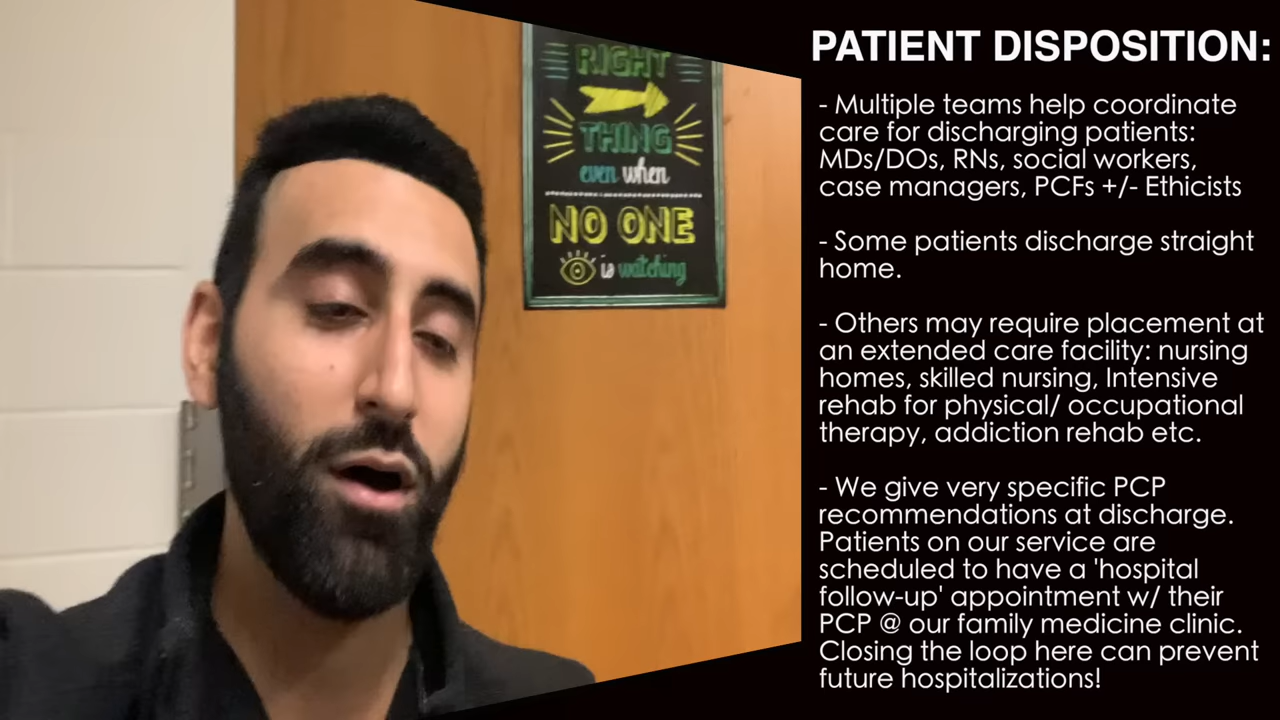 RIGHT
THING
even when
NO ONE
is watching
PATIENT DISPOSITION:
- Multiple teams help coordinate
care for discharging patients:
MDs/DOs, RNs, social workers,
case managers, PCFs +/- Ethicists
- Some patients discharge straight
home.
- Others may require placement at
an extended care facility: nursing
homes, skilled nursing, Intensive
rehab for physical/ occupational
therapy, addiction rehab etc.
- We give very specific PCP
recommendations at discharge.
Patients on our service are
scheduled to have a 'hospital
follow-up' appointment w/ their
PCP @ our family medicine clinic.
Closing the loop here can prevent
future hospitalizations!